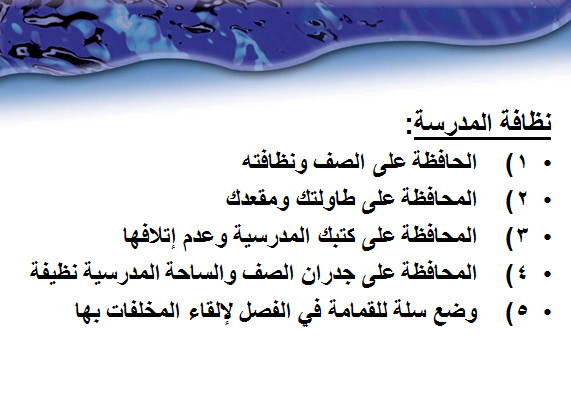 نظافة المدرسة:
• ١) الحافظة على الصف ونظافته
• ٢) المحافظة على طاولتك ومقعدك
• ٣) المحافظة على كتبك المدرسية وعدم إتلافها
• ٤) المحافظة على جدران الصف والساحة المدرسية نظيفة
• ٥) وضع سلة للقمامة في الفصل لإلقاء المخلفات بها